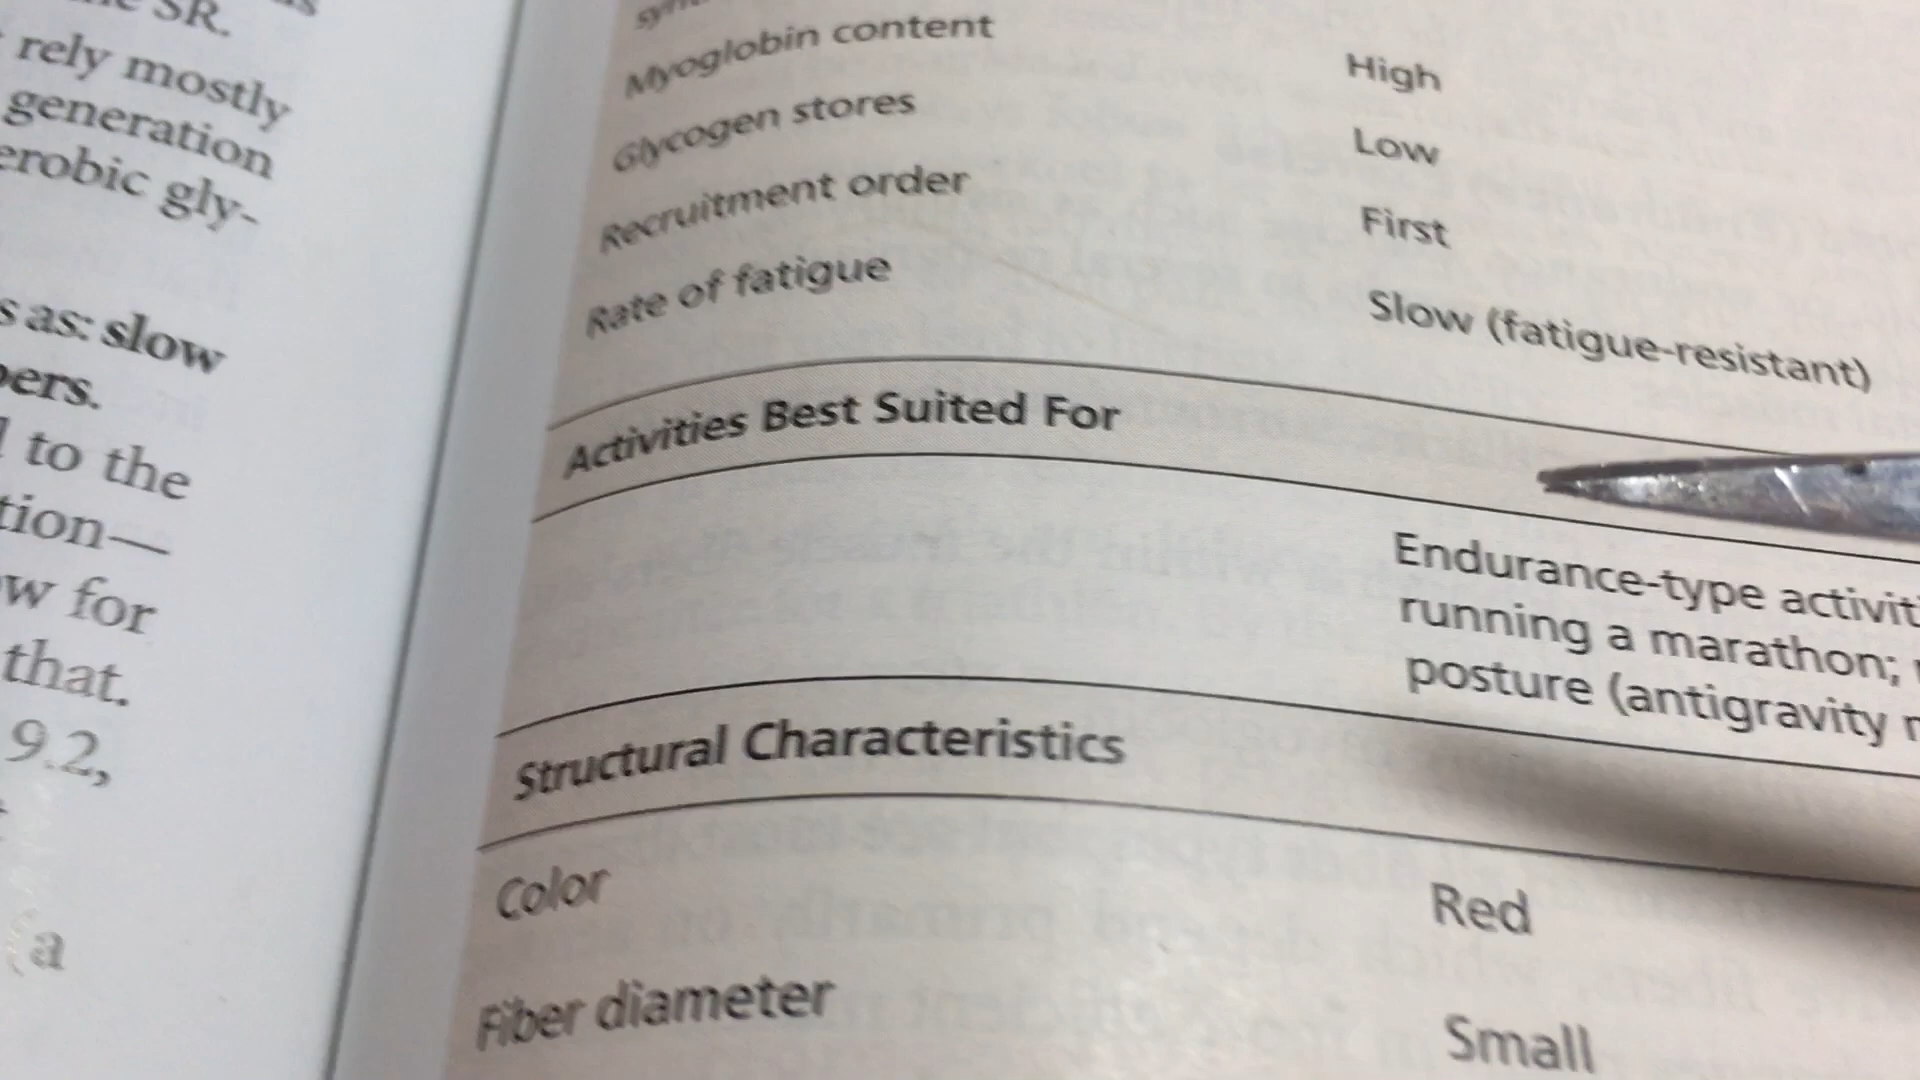 SR.
rely mostly
generation
erobic gly-
s as: slow
bers.
to the
tion—
w for
that.
9.2,
a
Myoglobin content High
Glycogen stores Low
Recruitment order First
Rate of fatigue Slow (fatigue-resistant)
Activities Best Suited For
Endurance-type activiti
running a marathon;
posture (antigravity
Structural Characteristics
Color Red
Fiber diameter Small